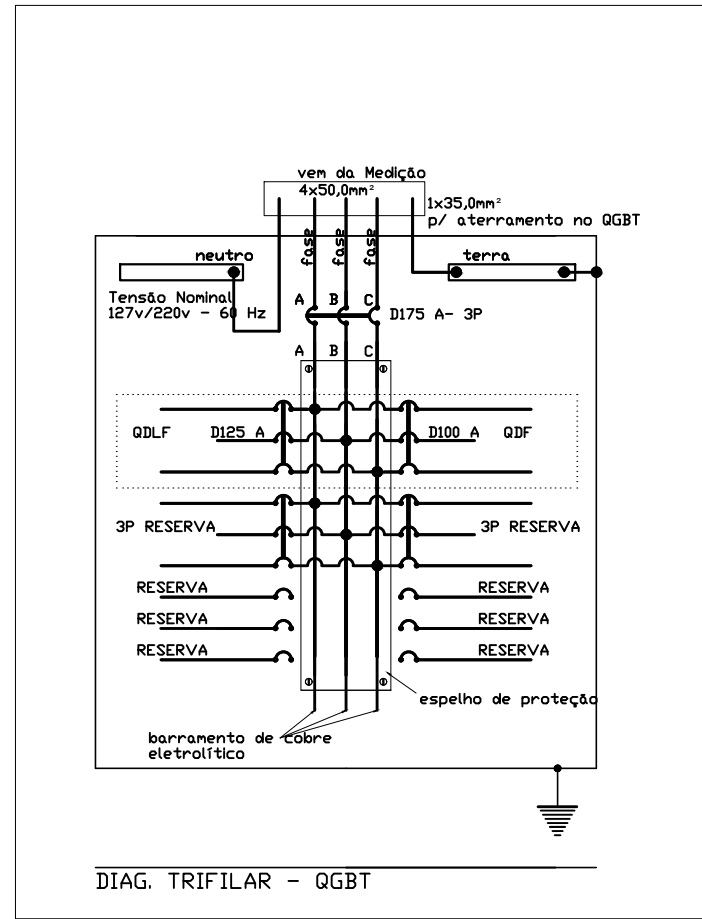 vem da Medição
4x50,0mm²
1x35,0mm²
p/ aterramento no QGBT
fase
fase
fase
neutro
terra
Tensão Nominal
127v/220v - 60 Hz
A B C
D175 A- 3P
A B C
QDLF
D125 A
D100 A
QDF
3P RESERVA
3P RESERVA
RESERVA
RESERVA
RESERVA
RESERVA
RESERVA
RESERVA
espelho de proteção
barramento de cobre
eletrolítico
DIAG. TRIFILAR - QGBT